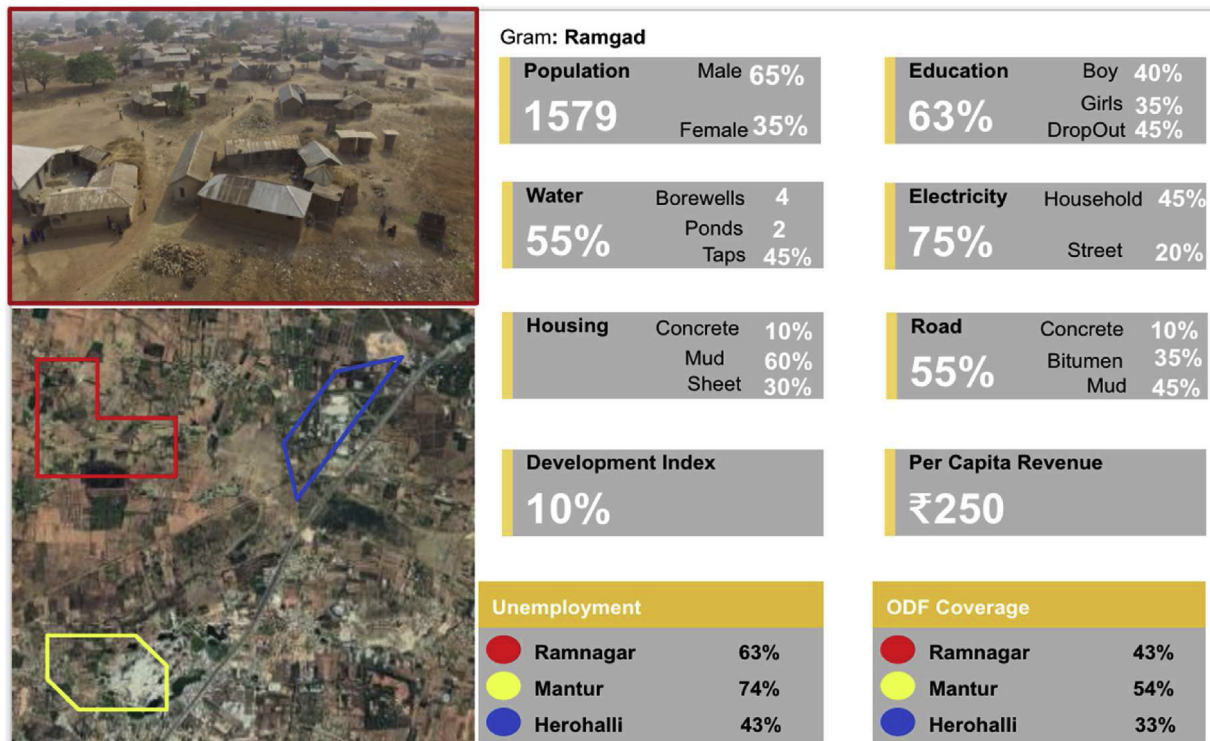 Gram: Ramgad
Population Male 65%
1579
Female 35%
Education Boy 40%
63% Girls 35%
DropOut 45%
Water Borewells 4
55% Ponds 2
Taps 45%
Electricity Household 45%
75%
Street 20%
Housing Concrete 10%
Mud 60%
Sheet 30%
Road Concrete 10%
55% Bitumen 35%
Mud 45%
Development Index
10%
Per Capita Revenue
₹250
Unemployment
Ramnagar 63%
Mantur 74%
Herohalli 43%
ODF Coverage
Ramnagar 43%
Mantur 54%
Herohalli 33%